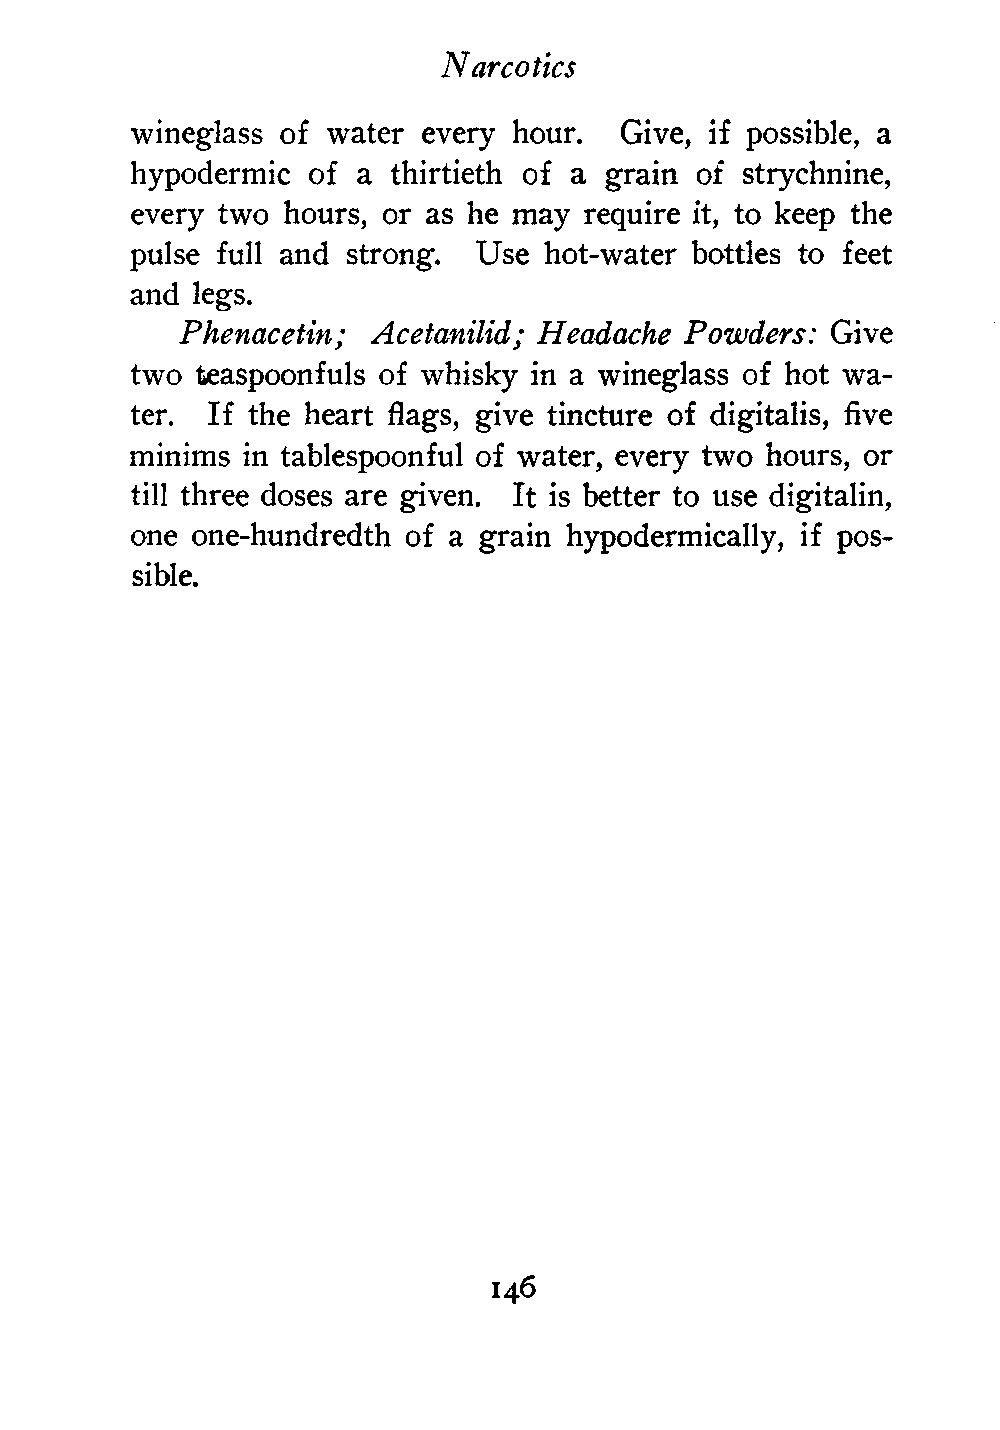 Narcotics
wineglass of water every hour. Give, if possible, a
hypodermic of a thirtieth of a grain of strychnine,
every two hours, or as he may require it, to keep the
pulse full and strong. Use hot-water bottles to feet
and legs.
Phenacetin; Acetanilid; Headache Powders: Give
two teaspoonfuls of whisky in a wineglass of hot wa-
ter. If the heart flags, give tincture of digitalis, five
minims in tablespoonful of water, every two hours, or
till three doses are given. It is better to use digitalin,
one one-hundredth of a grain hypodermically, if pos-
sible.
146